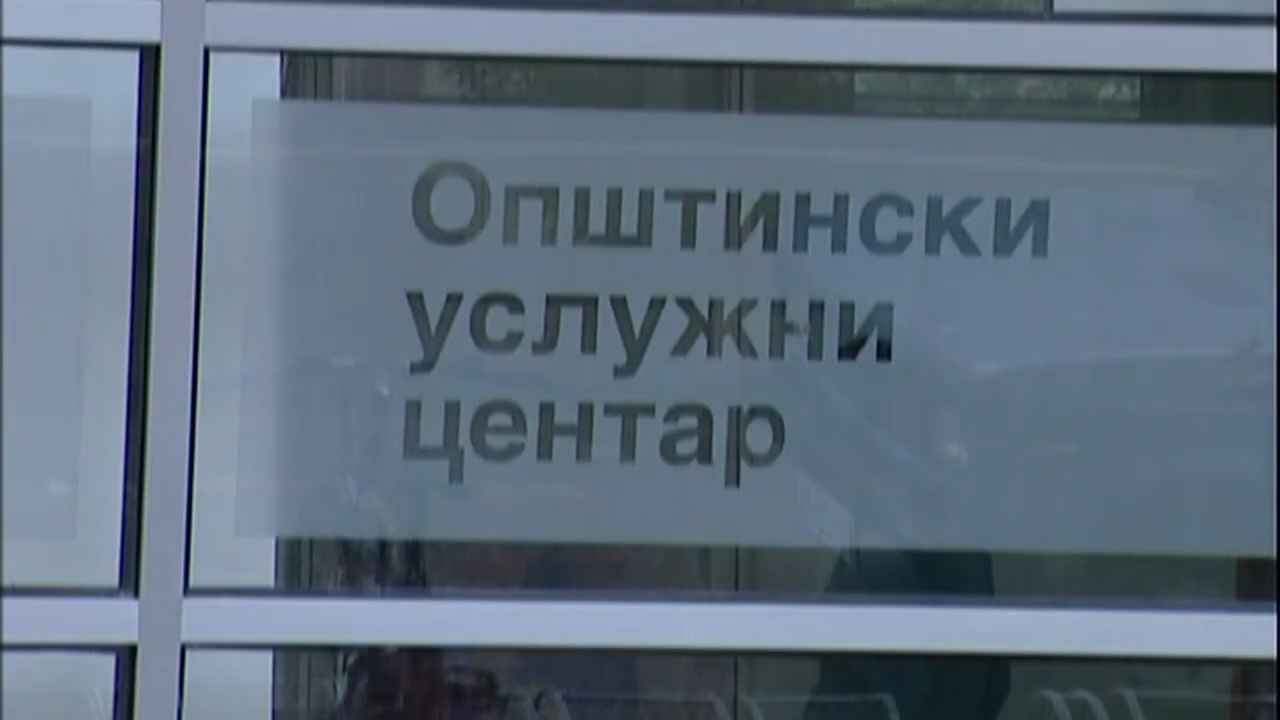 Општински
услужни
центар